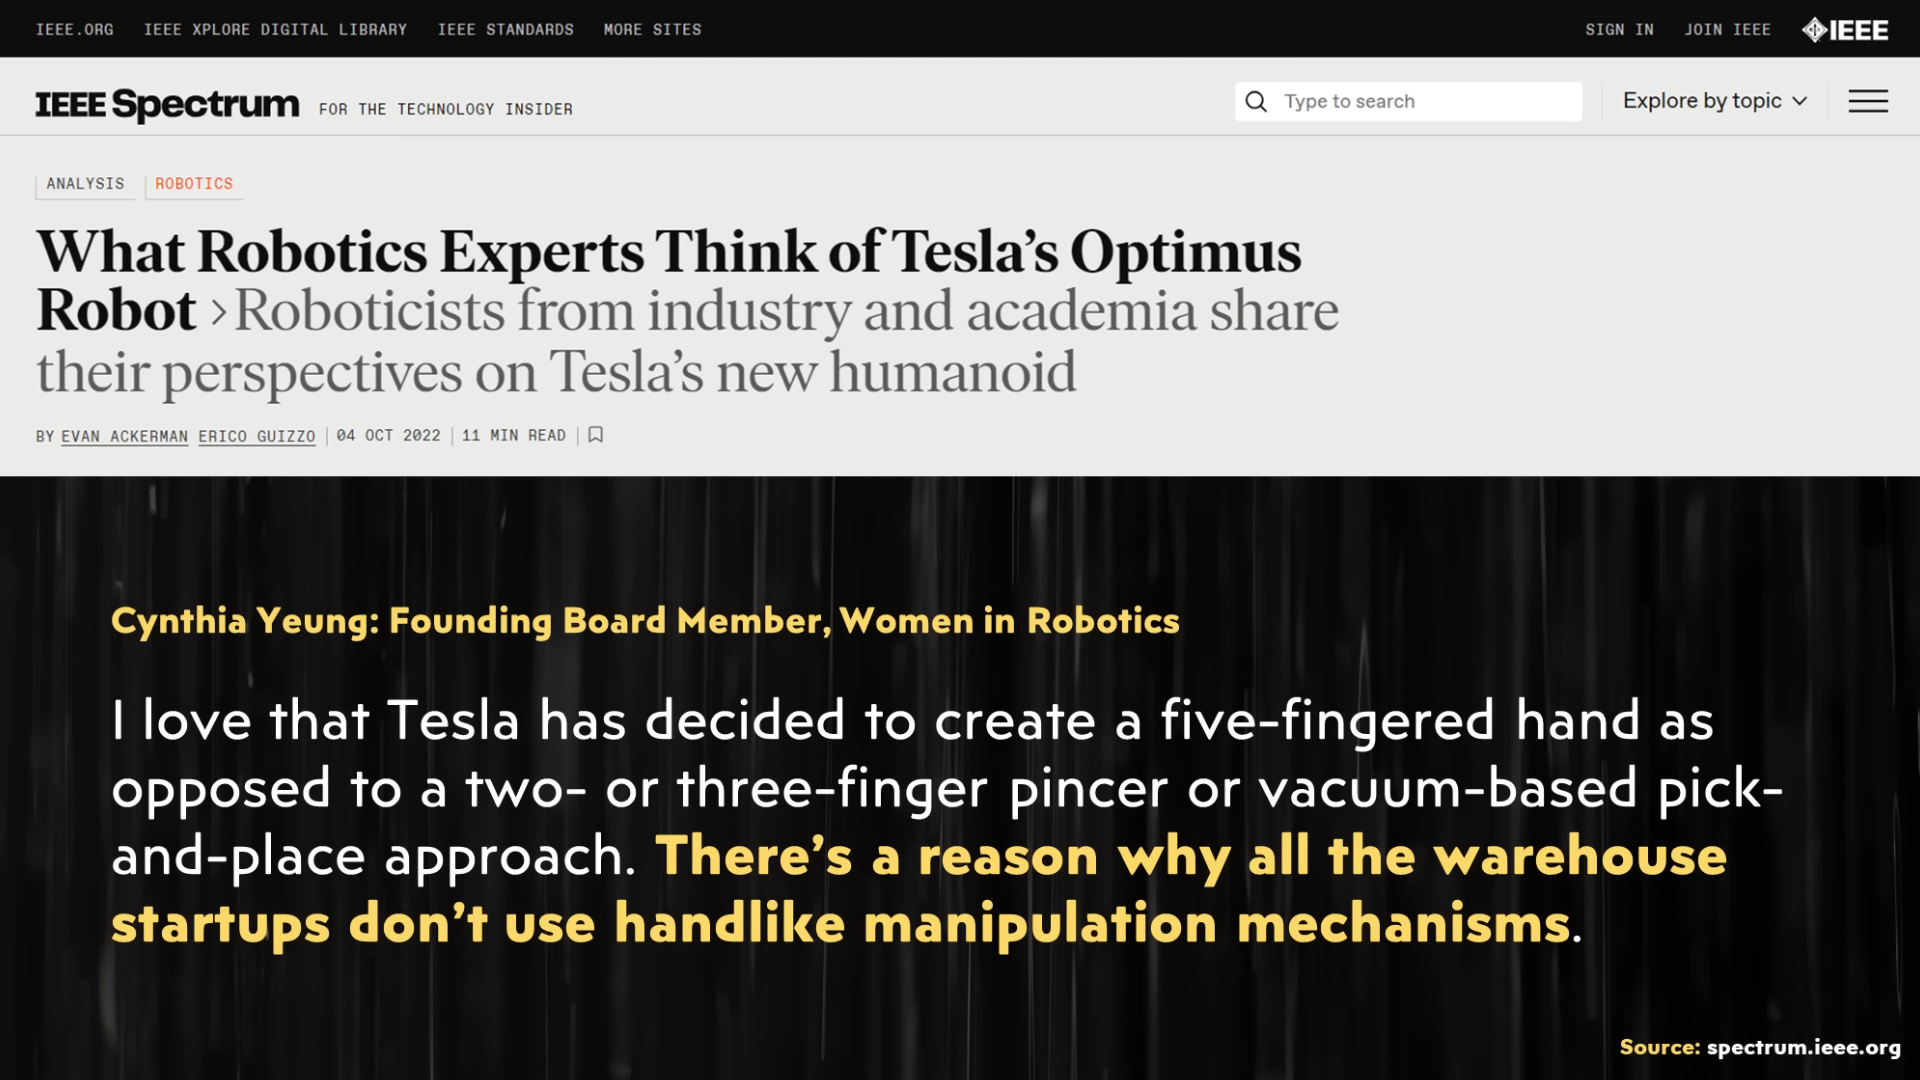 IEEE.ORG IEEE XPLORE DIGITAL LIBRARY IEEE STANDARDS MORE SITES SIGN IN JOIN IEEE IEEE
IEEE Spectrum FOR THE TECHNOLOGY INSIDER Type to search Explore by topic
ANALYSIS ROBOTICS
What Robotics Experts Think of Tesla’s Optimus
Robot > Roboticists from industry and academia share
their perspectives on Tesla’s new humanoid
BY EVAN ACKERMAN ERICO GUIZZO | 04 OCT 2022 | 11 MIN READ |
Cynthia Yeung: Founding Board Member, Women in Robotics
I love that Tesla has decided to create a five-fingered hand as
opposed to a two- or three-finger pincer or vacuum-based pick-
and-place approach. There’s a reason why all the warehouse
startups don’t use handlike manipulation mechanisms.
Source: spectrum.ieee.org